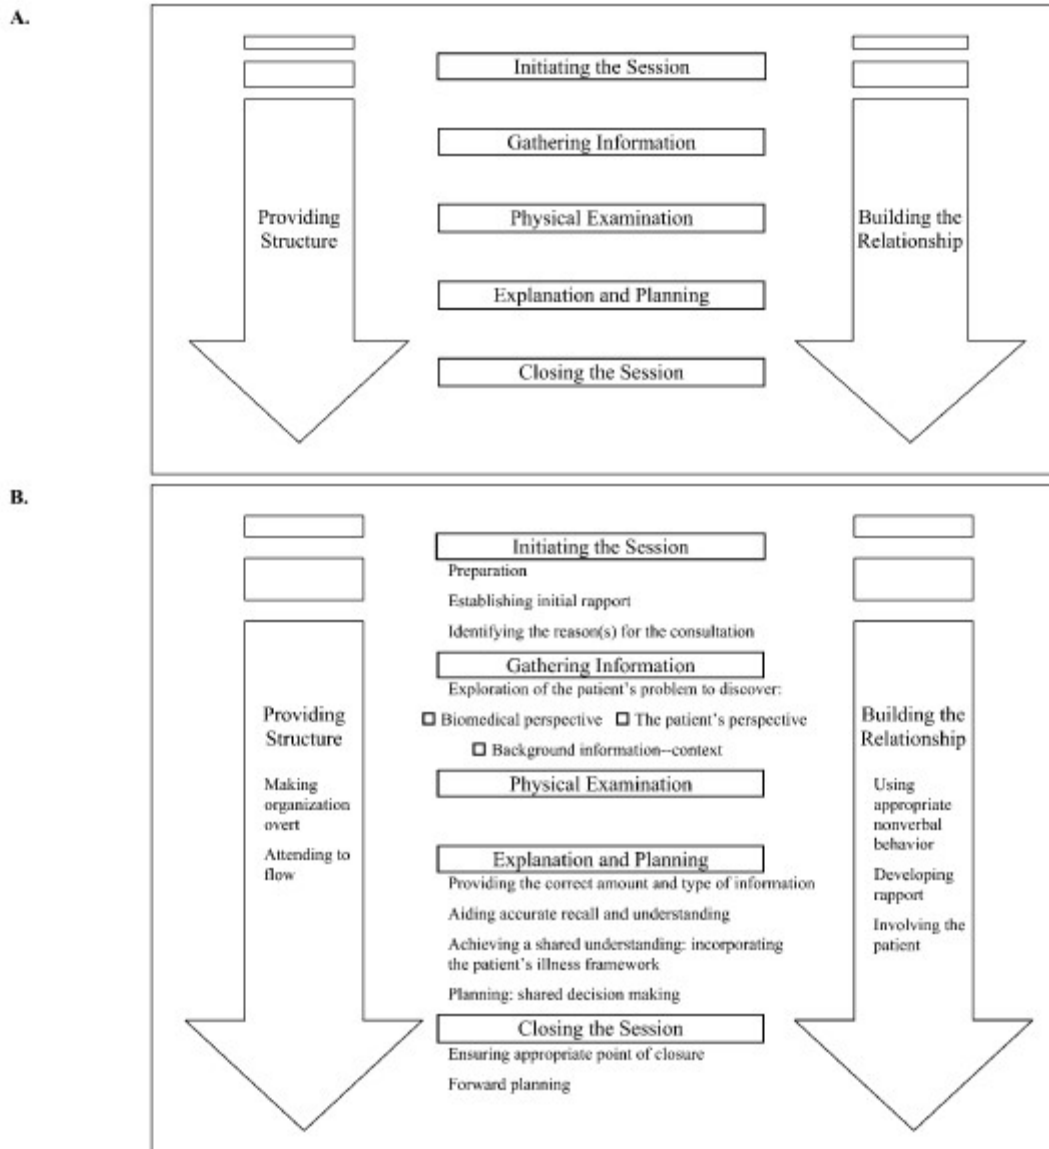 A.
Initiating the Session
Gathering Information
Physical Examination
Explanation and Planning
Closing the Session
Providing
Structure
Building the
Relationship
B.
Initiating the Session
Preparation
Establishing initial rapport
Identifying the reason(s) for the consultation
Gathering Information
Exploration of the patient's problem to discover:
Biomedical perspective
The patient's perspective
Background information--context
Physical Examination
Explanation and Planning
Providing the correct amount and type of information
Aiding accurate recall and understanding
Achieving a shared understanding: incorporating
the patient's illness framework
Planning: shared decision making
Closing the Session
Ensuring appropriate point of closure
Forward planning
Providing
Structure
Making
organization
overt
Attending to
flow
Building the
Relationship
Using
appropriate
nonverbal
behavior
Developing
rapport
Involving the
patient